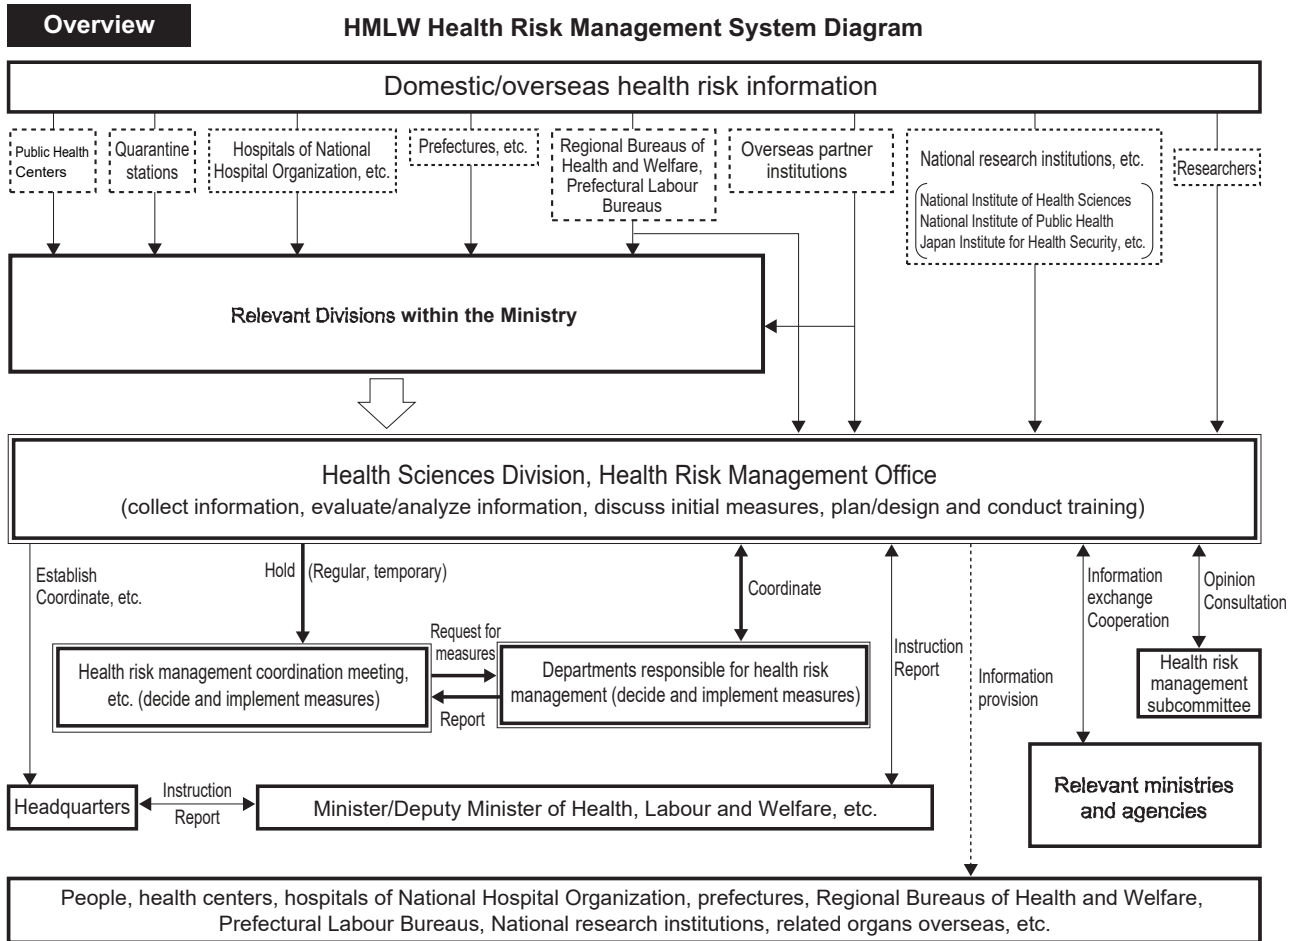 Overview
HMLW Health Risk Management System Diagram
Domestic/overseas health risk information
Public Health
Centers
Quarantine
stations
Hospitals of National
Hospital Organization, etc.
Prefectures, etc.
Regional Bureaus of
Health and Welfare,
Prefectural Labour
Bureaus
Overseas partner
institutions
National research institutions, etc.
National Institute of Health Sciences
National Institute of Public Health
Japan Institute for Health Security, etc.
Researchers
Relevant Divisions within the Ministry
Health Sciences Division, Health Risk Management Office
(collect information, evaluate/analyze information, discuss initial measures, plan/design and conduct training)
Establish
Coordinate, etc.
Hold
(Regular, temporary)
Coordinate
Instruction
Report
Information
provision
Information
exchange
Cooperation
Opinion
Consultation
Health risk management coordination meeting,
etc. (decide and implement measures)
Request for
measures
Report
Departments responsible for health risk
management (decide and implement measures)
Health risk
management
subcommittee
Headquarters
Instruction
Report
Minister/Deputy Minister of Health, Labour and Welfare, etc.
Relevant ministries
and agencies
People, health centers, hospitals of National Hospital Organization, prefectures, Regional Bureaus of Health and Welfare,
Prefectural Labour Bureaus, National research institutions, related organs overseas, etc.